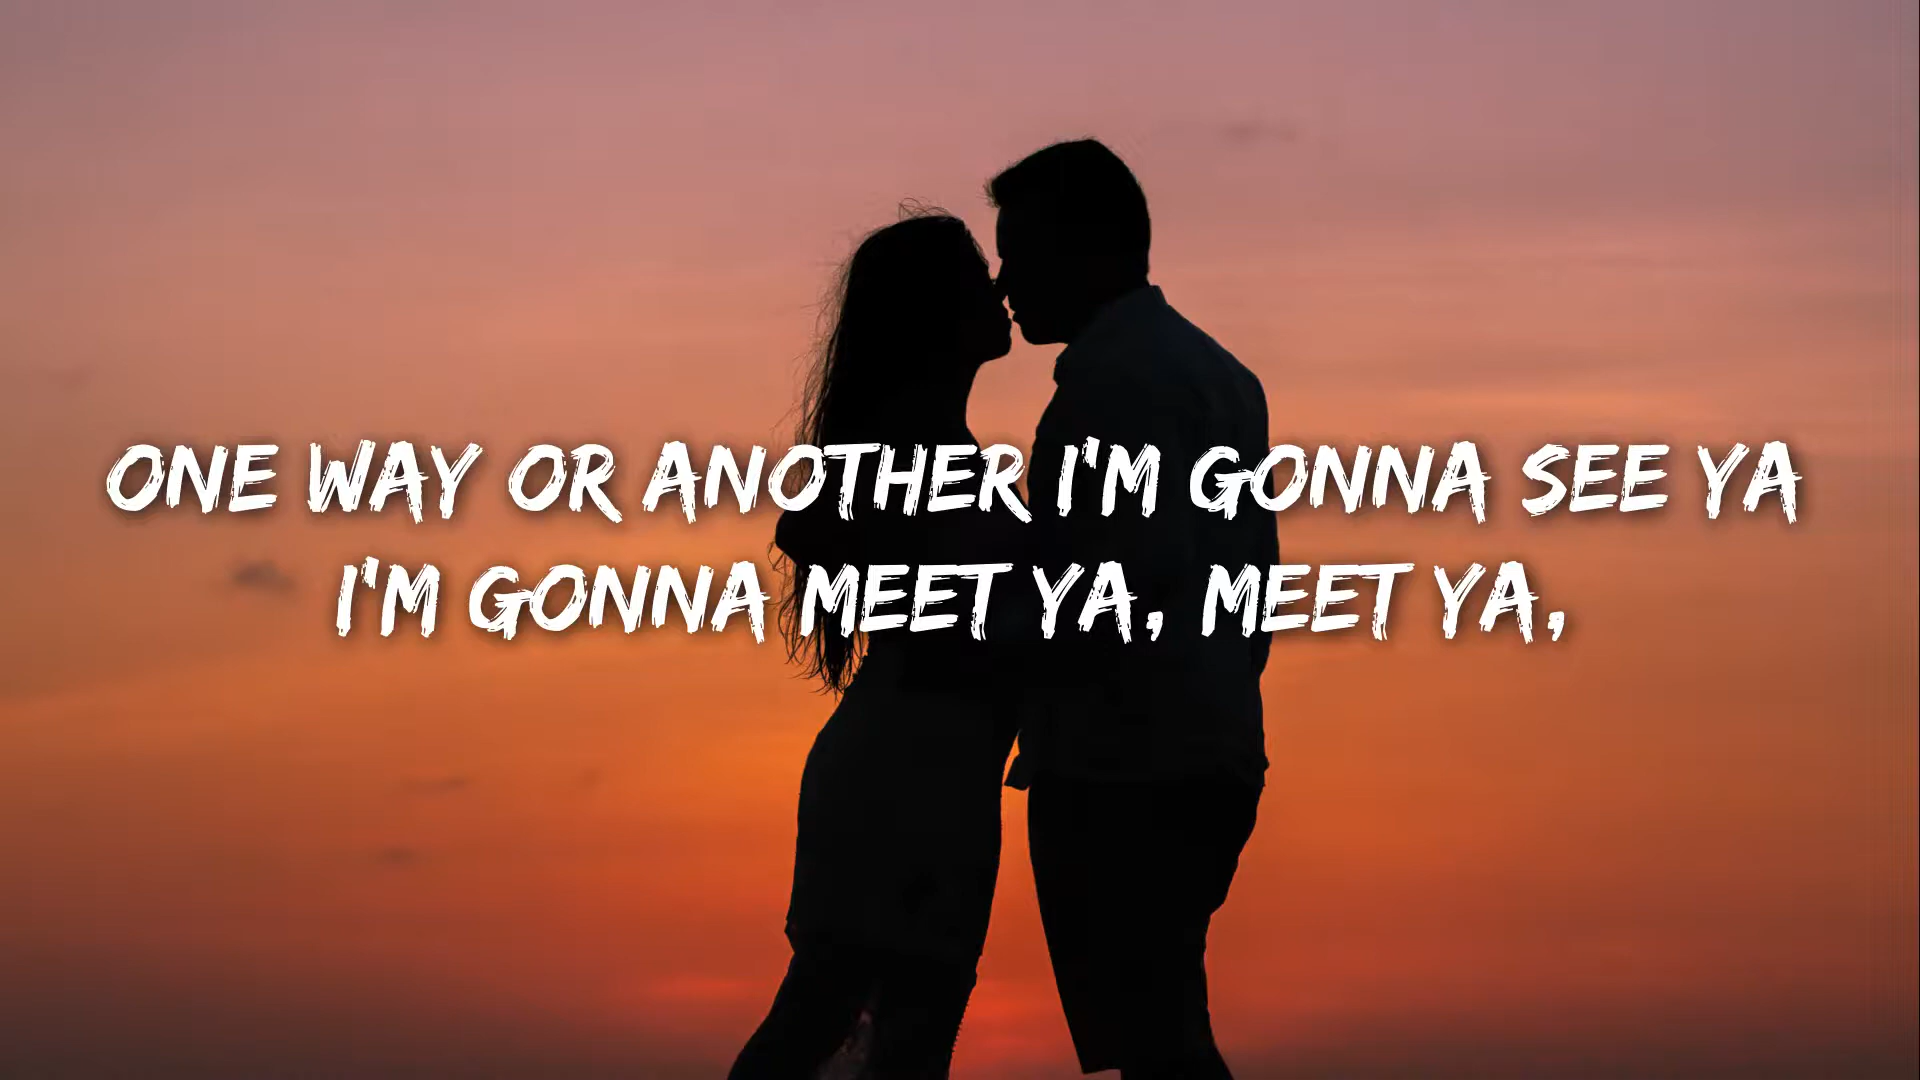 ONE WAY OR ANOTHER I'M GONNA SEE YA
I'M GONNA MEET YA, MEET YA,